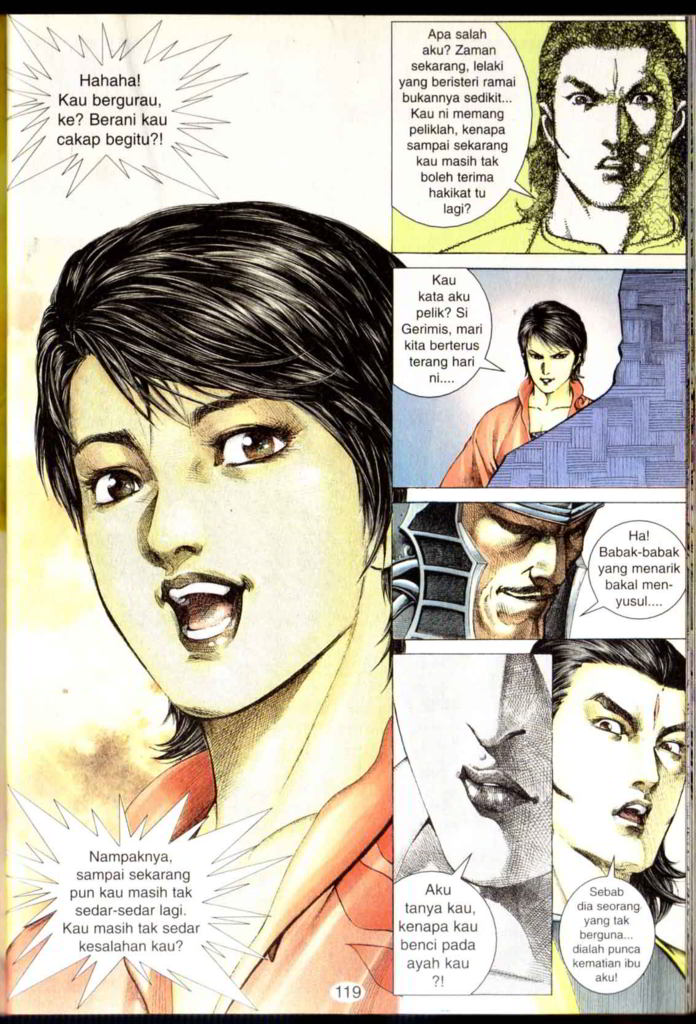 Hahaha!
Kau bergurau,
ke? Berani kau
cakap begitu?!
Nampaknya,
sampai sekarang
pun kau masih tak
sedar-sedar lagi.
Kau masih tak sedar
kesalahan kau?
Apa salah
aku? Zaman
sekarang, lelaki
yang beristeri ramai
bukannya sedikit...
Kau ni memang
peliklah, kenapa
sampai sekarang
kau masih tak
boleh terima
hakikat tu
lagi?
Kau
kata aku
pelik? Si
Gerimis, mari
kita berterus
terang hari
ni....
Ha!
Babak-babak
yang menarik
bakal men-
yusul....
Aku
tanya kau,
kenapa kau
benci pada
ayah kau
?!
Sebab
dia seorang
yang tak
berguna...
dialah punca
kematian ibu
aku!
119